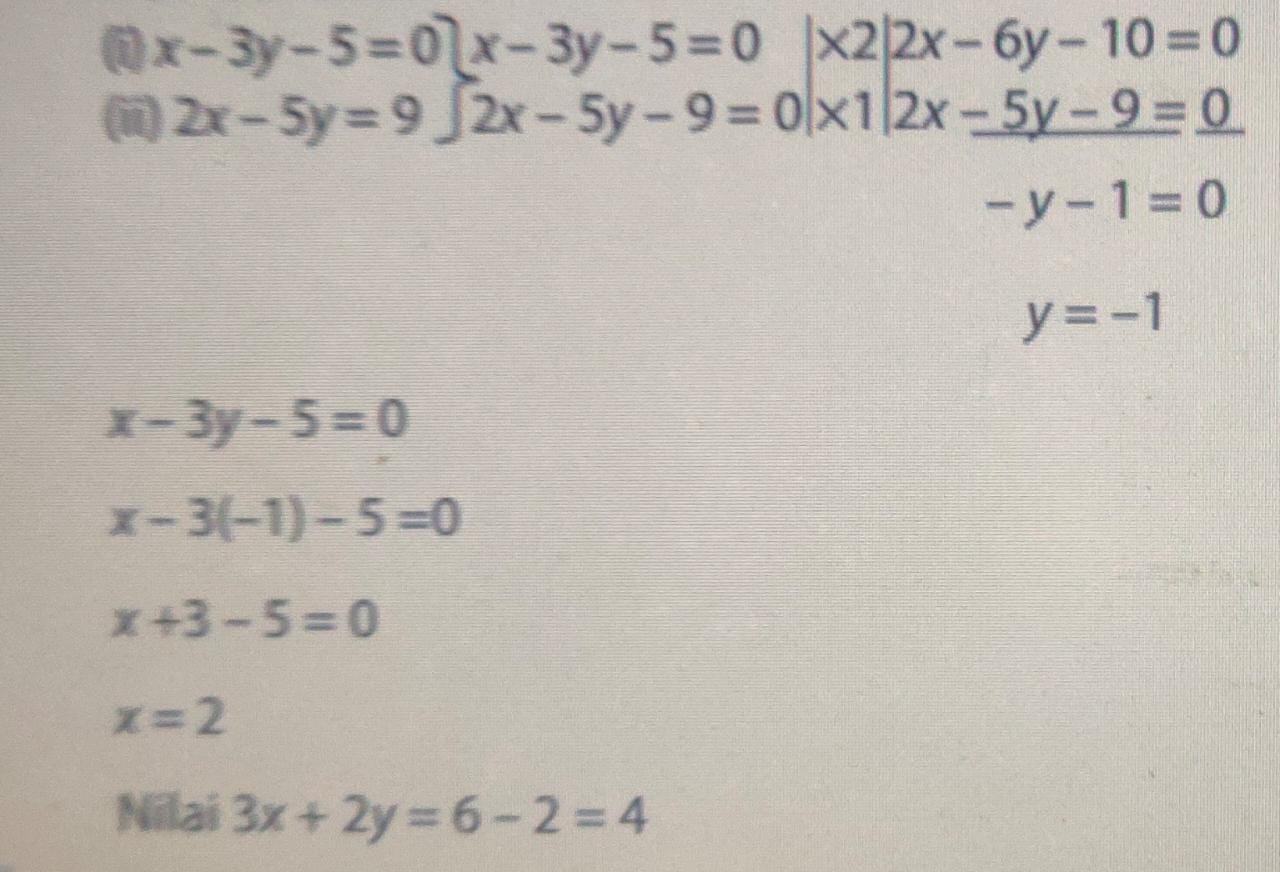 (i) x – 3y – 5 = 0 ] x – 3y – 5 = 0 |×2| 2x – 6y – 10 = 0
(ii) 2x – 5y = 9 ] 2x – 5y – 9 = 0 |×1| 2x – 5y – 9 = 0
– y – 1 = 0
y = –1
x – 3y – 5 = 0
x – 3(–1) – 5 =0
x +3 – 5 = 0
x = 2
Nilai 3x + 2y = 6 – 2 = 4